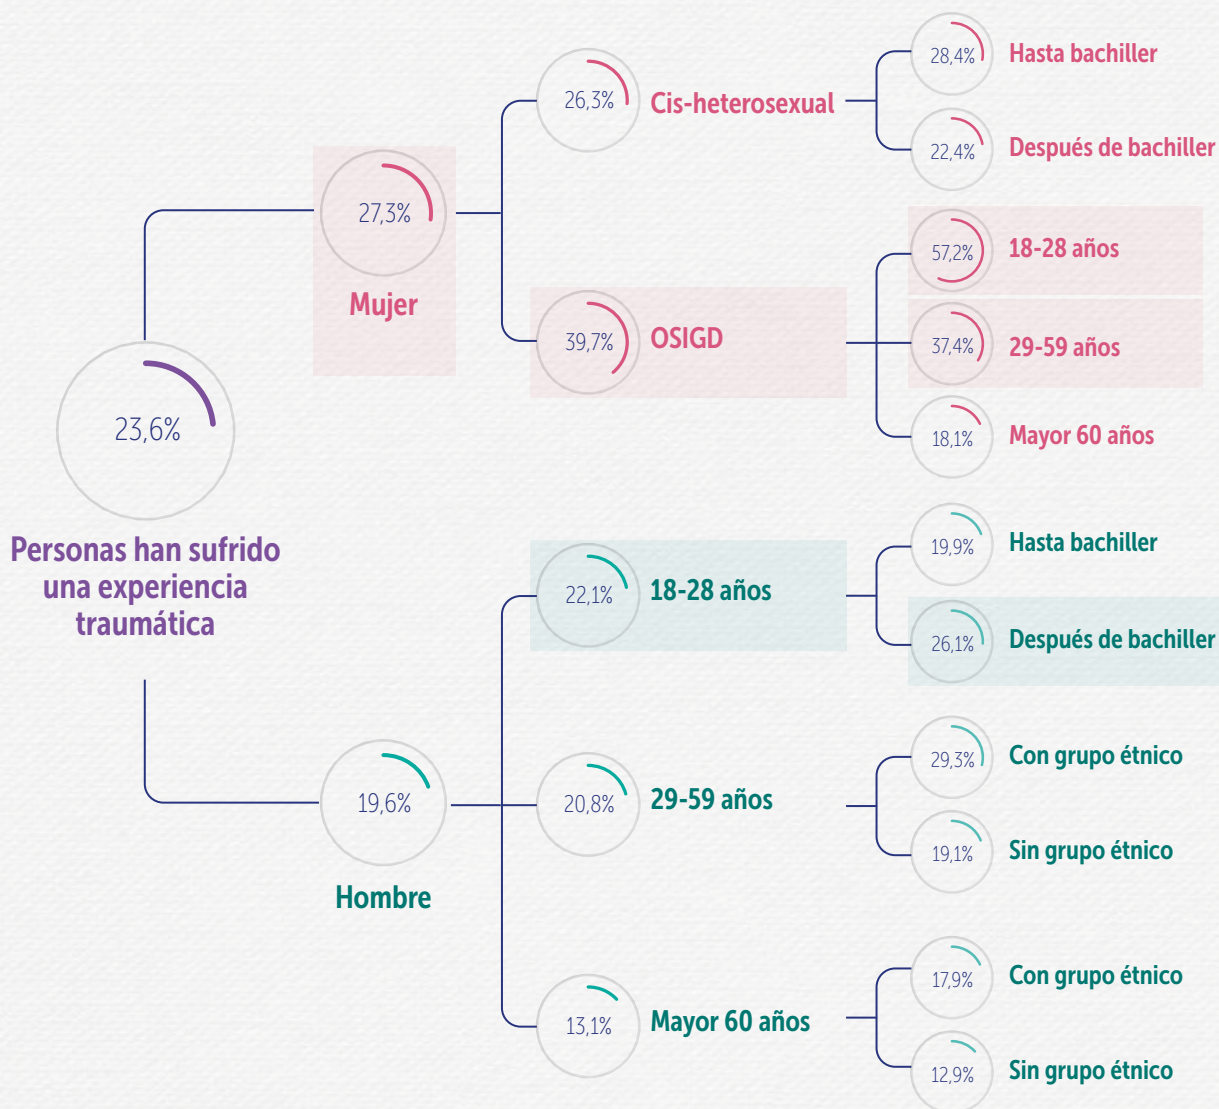 28,4% Hasta bachiller
26,3% Cis-heterosexual
22,4% Después de bachiller
27,3%
Mujer
57,2% 18-28 años
39,7% OSIGD
37,4% 29-59 años
18,1% Mayor 60 años
23,6%
Personas han sufrido
una experiencia
traumática
19,9% Hasta bachiller
22,1% 18-28 años
26,1% Después de bachiller
29,3% Con grupo étnico
19,6%
Hombre
20,8% 29-59 años
19,1% Sin grupo étnico
17,9% Con grupo étnico
13,1% Mayor 60 años
12,9% Sin grupo étnico